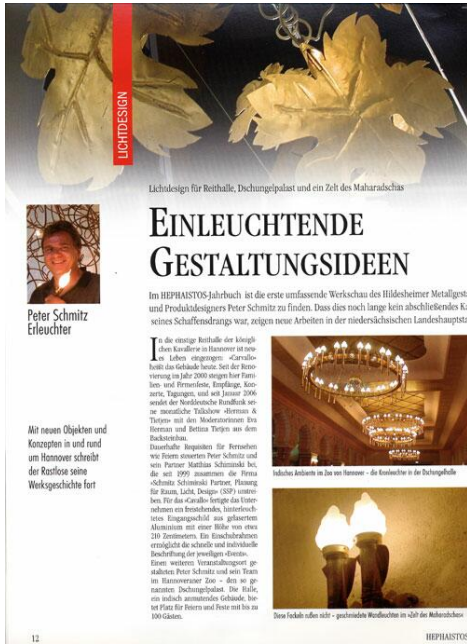 LICHTDESIGN
Lichtdesign für Reithalle, Dschungelpalast und ein Zelt des Maharadschas
EINLEUCHTENDE
GESTALTUNGSIDEEN
Im HEPHAISTOS-Jahrbuch ist die erste umfassende Werkschau des Hildesheimer Metallgest
und Produktdesigners Peter Schmitz zu finden. Dass dies noch lange kein abschließendes Ka
seines Schaffensdrangs war, zeigen neue Arbeiten in der niedersächsischen Landeshauptsta
Peter Schmitz
Erleuchter
Mit neuen Objekten und
Konzepten in und rund
um Hannover schreibt
der Rastlose seine
Werksgeschichte fort
In die einstige Reithalle der königli-
chen Kavallerie in Hannover ist neu-
es Leben eingezogen: »Carvallo«
heißt das Gebäude heute. Seit der Reno-
vierung im Jahr 2000 steigen hier Fami-
lien- und Firmenfeste, Empfänge, Kon-
zerte, Tagungen, und seit Januar 2006
sendet der Norddeutsche Rundfunk sei-
ne monatliche Talkshow »Herman &
Tietjen« mit den Moderatorinnen Eva
Herman und Bettina Tietjen aus dem
Backsteinbau.
Dauerhafte Requisiten für Fernsehen
wie Feiern steuerten Peter Schmitz und
sein Partner Matthias Schiminski bei,
die seit 1999 zusammen die Firma
»Schmitz Schiminski Partner, Planung
für Raum, Licht, Design« (SSP) umtrei-
ben. Für das »Cavallo« fertigte das Unter-
nehmen ein freistehendes, hinterleuch-
tetes Eingangsschild aus gelasertem
Aluminium mit einer Höhe von etwa
210 Zentimetern. Ein Einschubrahmen
ermöglicht die schnelle und individuelle
Beschriftung der jeweiligen »Events«.
Einen weiteren Veranstaltungsort ge-
stalteten Peter Schmitz und sein Team
im Hannoveraner Zoo – den so ge-
nannten Dschungelpalast. Die Halle,
ein indisch anmutendes Gebäude, bie-
tet Platz für Feiern und Feste mit bis zu
100 Gästen.
Indisches Ambiente im Zoo von Hannover – die Kronleuchter in der Dschungelhalle
Diese Fackeln rußen nicht – geschmiedete Wandleuchten im »Zelt des Maharadschas«
12
HEPHAISTOS